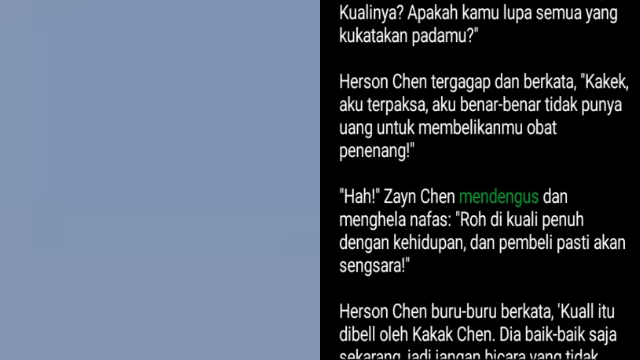 Kualinya? Apakah kamu lupa semua yang
kukatakan padamu?"
Herson Chen tergagap dan berkata, "Kakek,
aku terpaksa, aku benar-benar tidak punya
uang untuk membelikanmu obat
penenang!"
"Hah!" Zayn Chen mendengus dan
menghela nafas: "Roh di kuali penuh
dengan kehidupan, dan pembeli pasti akan
sengsara!"
Herson Chen buru-buru berkata, 'Kuall itu
dibell oleh Kakak Chen. Dia baik-baik saja
sekarang, jadi jangan bicara yang tidak